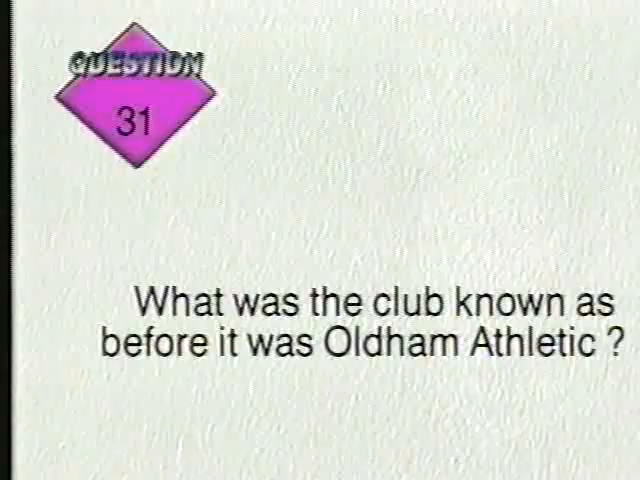 QUESTION
31
What was the club known as
before it was Oldham Athletic ?